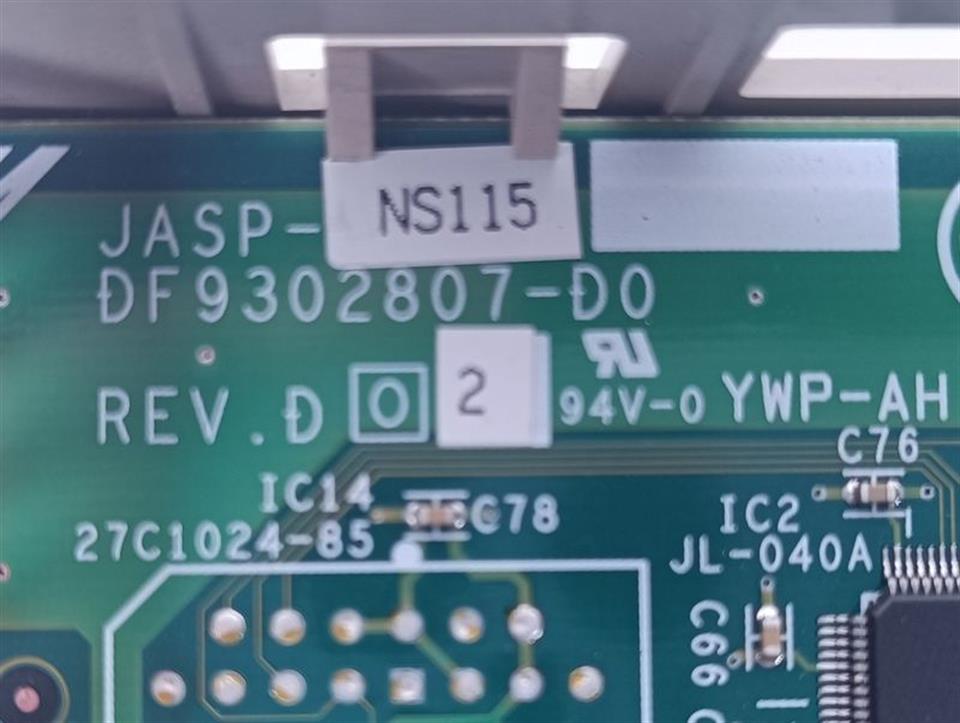 JASP-NS115
DF9302807-D0
REV.D 0 2
94V-0 YWP-AH
C76
IC14
C78
27C1024-85
IC2
JL-040A
C66